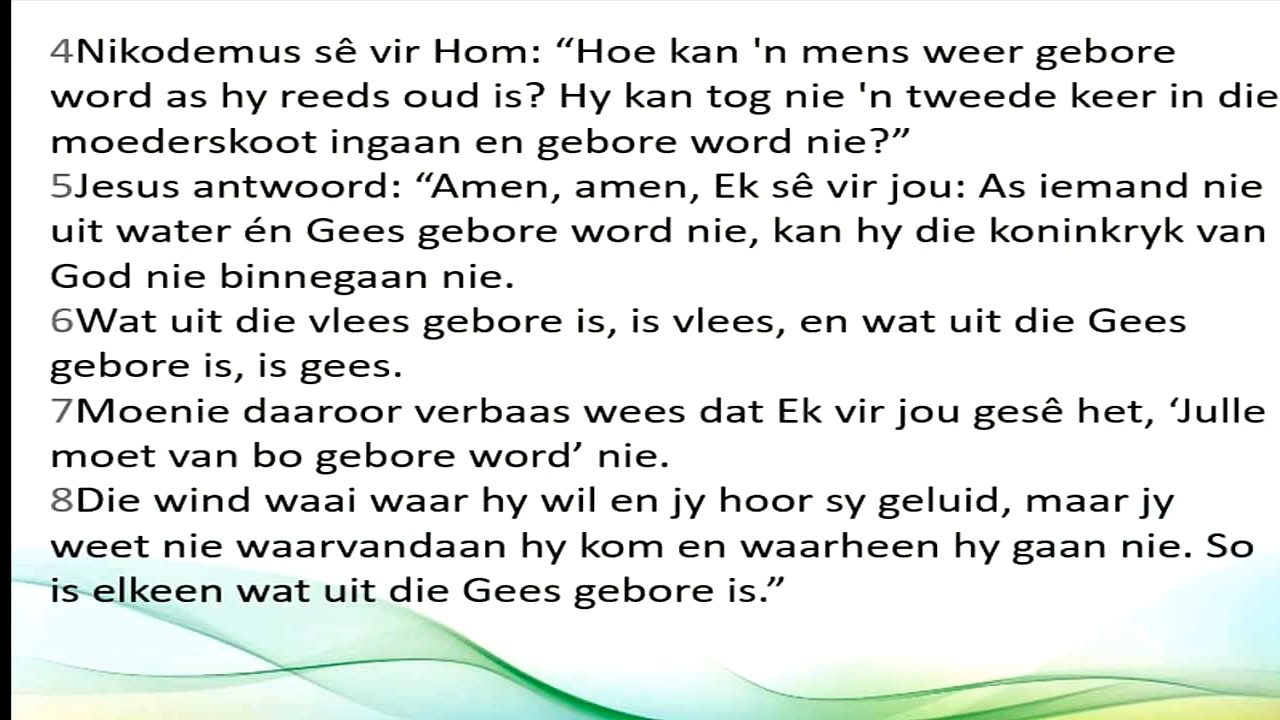 4Nikodemus sê vir Hom: “Hoe kan 'n mens weer gebore
word as hy reeds oud is? Hy kan tog nie 'n tweede keer in die
moederskoot ingaan en gebore word nie?”
5Jesus antwoord: “Amen, amen, Ek sê vir jou: As iemand nie
uit water én Gees gebore word nie, kan hy die koninkryk van
God nie binnegaan nie.
6Wat uit die vlees gebore is, is vlees, en wat uit die Gees
gebore is, is gees.
7Moenie daaroor verbaas wees dat Ek vir jou gesê het, ‘Julle
moet van bo gebore word’ nie.
8Die wind waai waar hy wil en jy hoor sy geluid, maar jy
weet nie waarvandaan hy kom en waarheen hy gaan nie. So
is elkeen wat uit die Gees gebore is.”